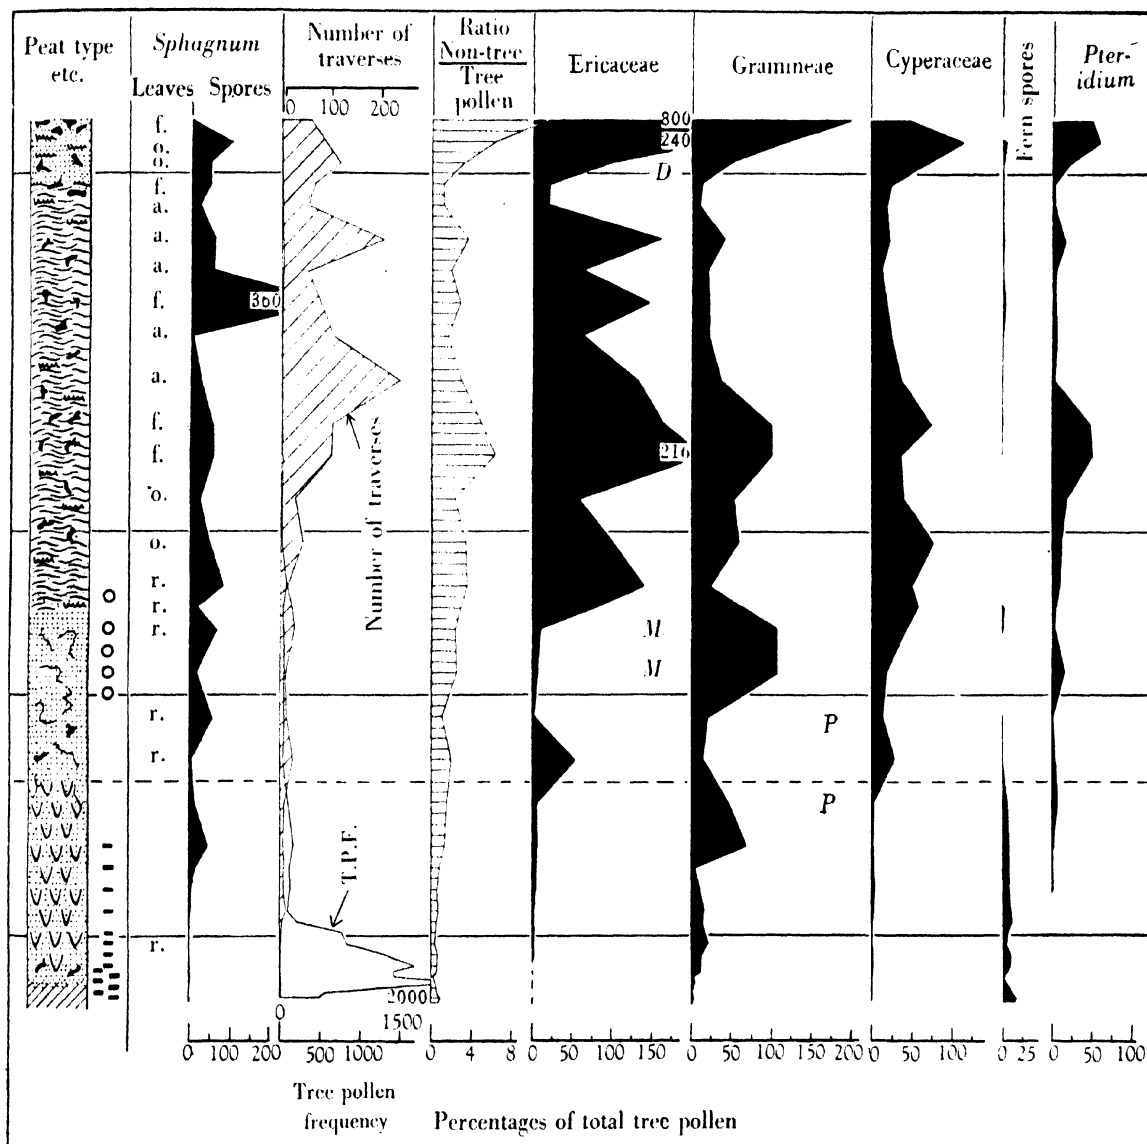 Peat type
etc.
Sphagnum
Leaves Spores
Number of
traverses
0 100 200
Ratio
Non-tree
Tree
pollen
Ericaceae
Gramineae
Cyperaceae
Fern spores
Pter-
idium
f.
o.
o.
f.
a.
a.
a.
f.
a.
a.
f.
f.
o.
o.
r.
r.
r.
r.
r.
r.
360
800
240
D
216
M
M
P
P
Number of traverses
T.P.F.
2000
0 100 200
0 500 1000 1500
0 4 8
0 50 100 150
0 50 100 150 200
0 50 100
0 25
0 50 100
Tree pollen
frequency
Percentages of total tree pollen